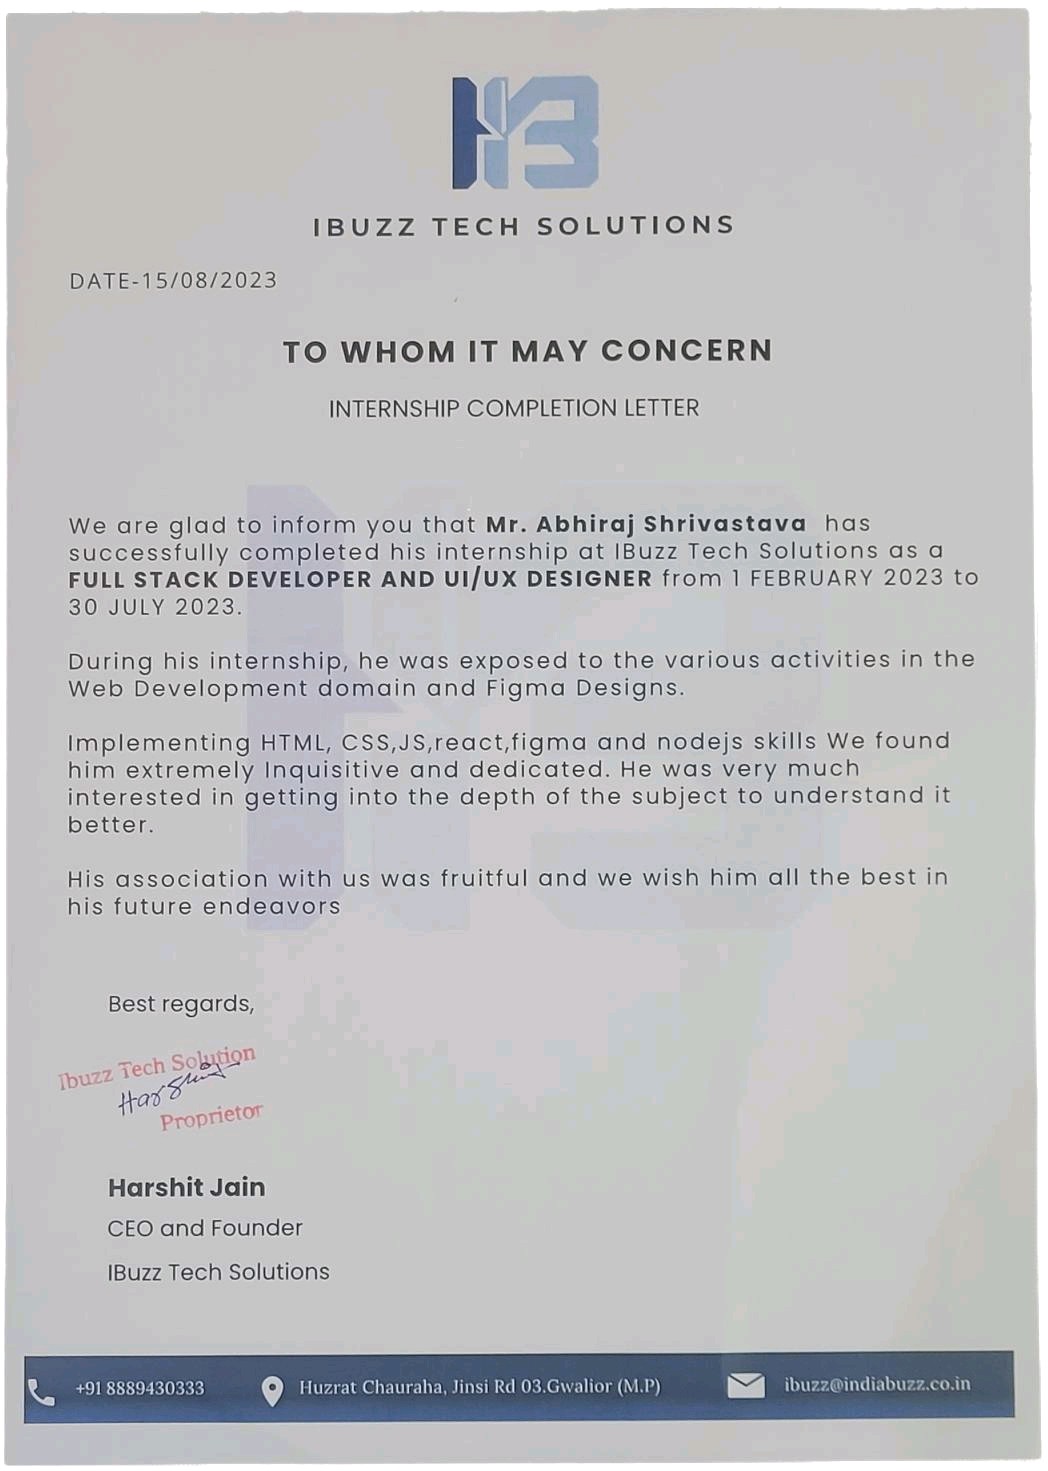 IB
IBUZZ TECH SOLUTIONS
DATE-15/08/2023
TO WHOM IT MAY CONCERN
INTERNSHIP COMPLETION LETTER
We are glad to inform you that Mr. Abhiraj Shrivastava has
successfully completed his internship at IBuzz Tech Solutions as a
FULL STACK DEVELOPER AND UI/UX DESIGNER from 1 FEBRUARY 2023 to
30 JULY 2023.
During his internship, he was exposed to the various activities in the
Web Development domain and Figma Designs.
Implementing HTML, CSS,JS,react,figma and nodejs skills We found
him extremely Inquisitive and dedicated. He was very much
interested in getting into the depth of the subject to understand it
better.
His association with us was fruitful and we wish him all the best in
his future endeavors
Best regards,
Ibuzz Tech Solution
Harshit
Proprietor
Harshit Jain
CEO and Founder
IBuzz Tech Solutions
+91 8889430333
Huzrat Chauraha, Jinsi Rd 03.Gwalior (M.P)
ibuzz@indiabuzz.co.in